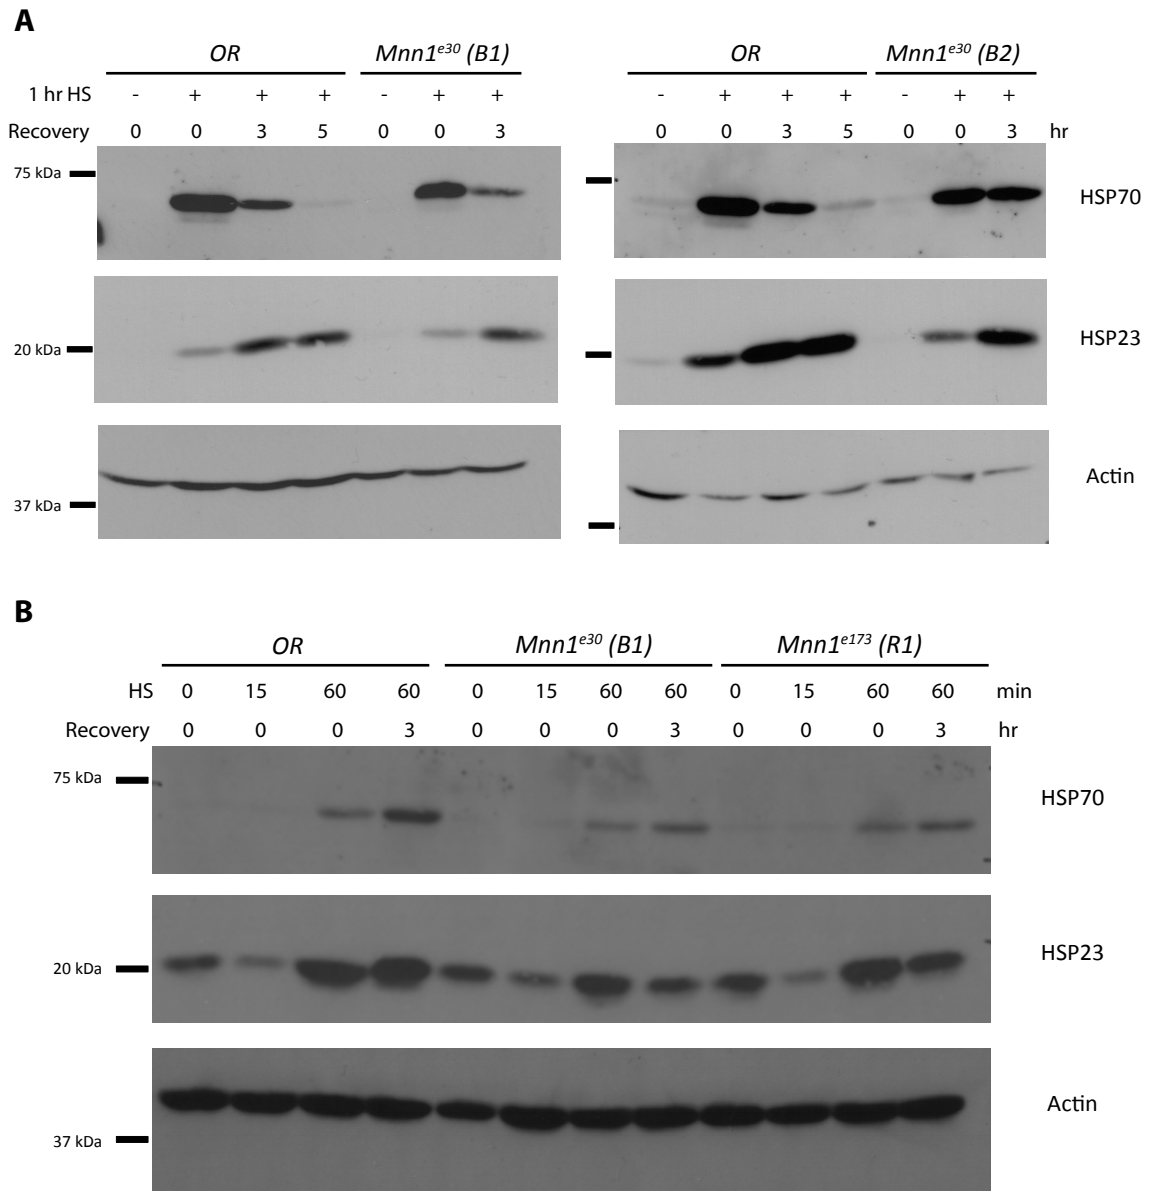 A
OR Mnn1e30 (B1) OR Mnn1e30 (B2)
1 hr HS - + + + - + + - + + + - + +
Recovery 0 0 3 5 0 0 3 0 0 3 5 0 0 3 hr
75 kDa HSP70
20 kDa HSP23
37 kDa Actin
B
OR Mnn1e30 (B1) Mnn1e173 (R1)
HS 0 15 60 60 0 15 60 60 0 15 60 60 min
Recovery 0 0 0 3 0 0 0 3 0 0 0 3 hr
75 kDa HSP70
20 kDa HSP23
37 kDa Actin